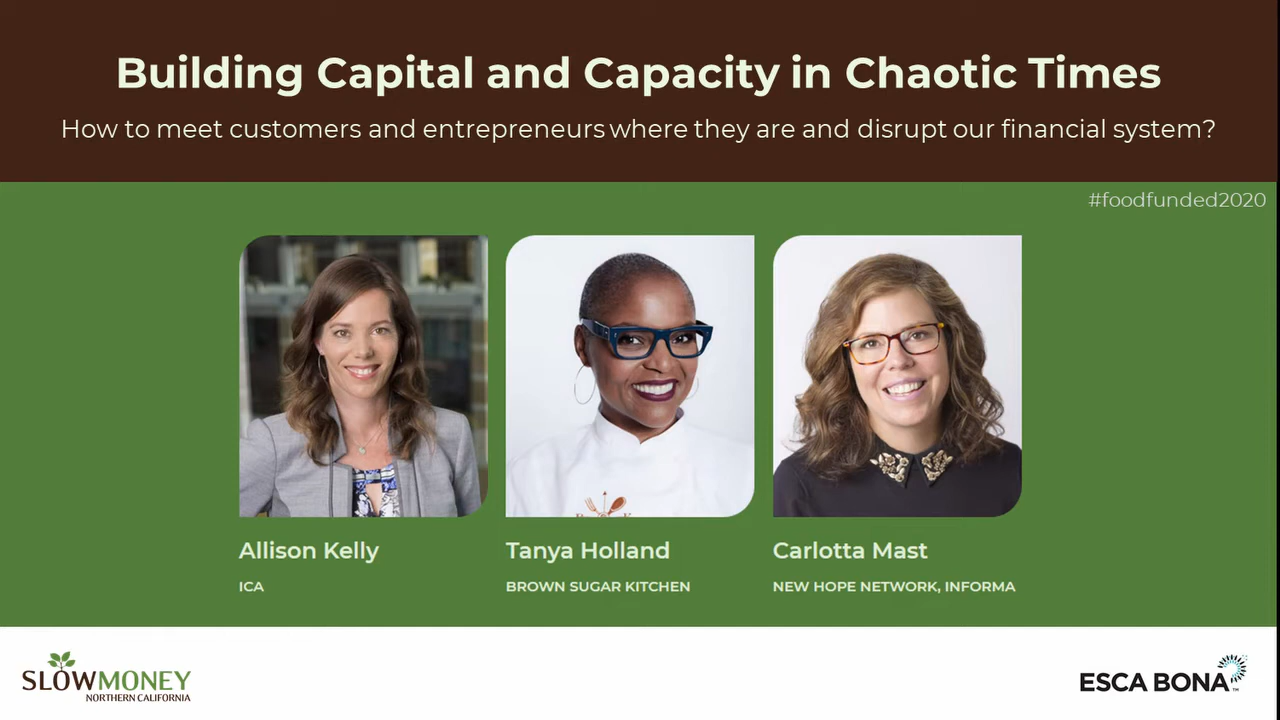 Building Capital and Capacity in Chaotic Times
How to meet customers and entrepreneurs where they are and disrupt our financial system?
#foodfunded2020
Allison Kelly
ICA
Tanya Holland
BROWN SUGAR KITCHEN
Carlotta Mast
NEW HOPE NETWORK, INFORMA
SLOWMONEY
NORTHERN CALIFORNIA
ESCA BONA™